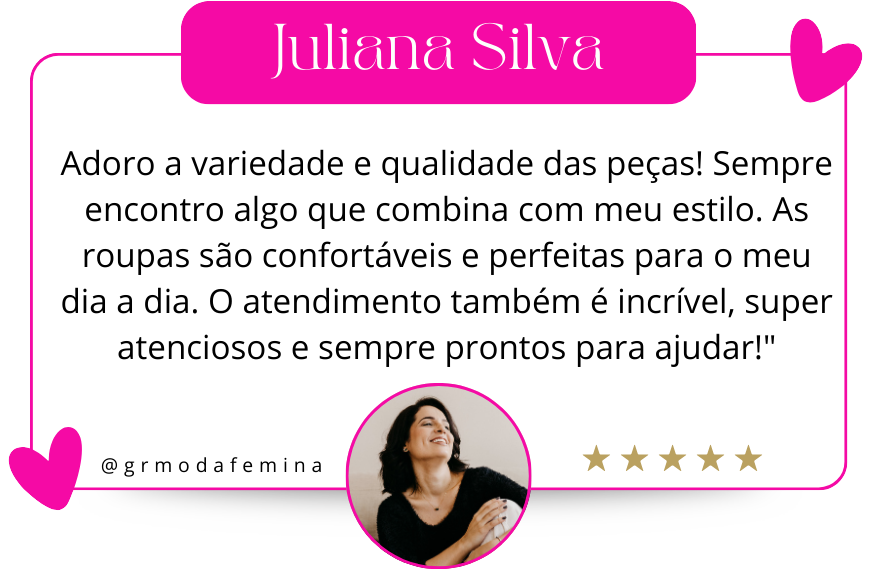 Juliana Silva
Adoro a variedade e qualidade das peças! Sempre
encontro algo que combina com meu estilo. As
roupas são confortáveis e perfeitas para o meu
dia a dia. O atendimento também é incrível, super
atenciosos e sempre prontos para ajudar!"
@grmodafemina